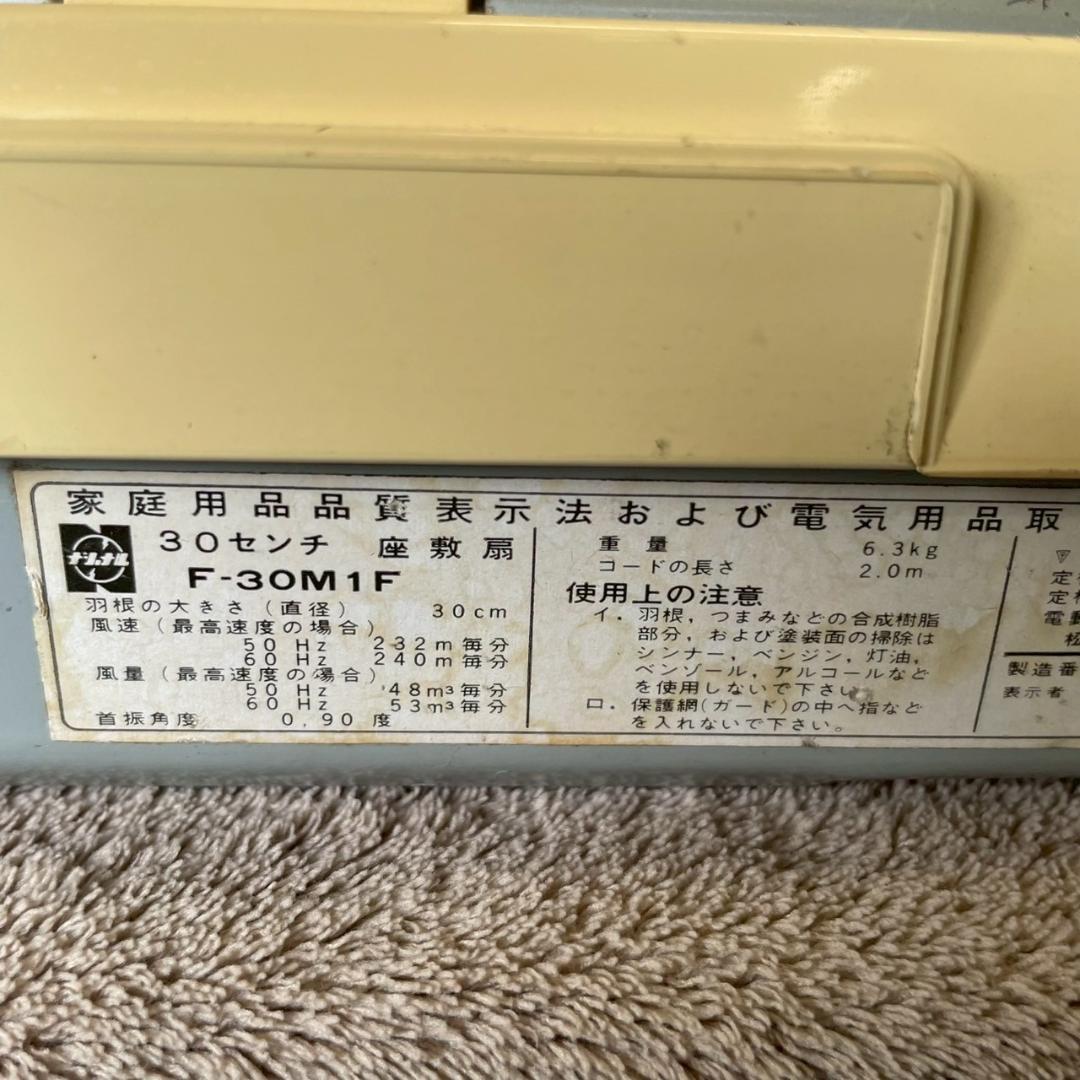 家庭用品品質表示法および電気用品取
ナショナル
30センチ 座敷扇
F-30M1F
羽根の大きさ(直径) 30cm
風速(最高速度の場合)
50 Hz 232m毎分
60 Hz 240m毎分
風量(最高速度の場合)
50 Hz 48m³毎分
60 Hz 53m³毎分
首振角度 0,90 度
重量 6.3kg
コードの長さ 2.0m
使用上の注意
イ. 羽根,つまみなどの合成樹脂
部分,および塗装面の掃除は
シンナー,ベンジン,灯油,
ベンゾール,アルコールなど
を使用しないで下さい
ロ. 保護網(ガード)の中へ指など
を入れないで下さい。
定
定
電動
松
製造番
表示者